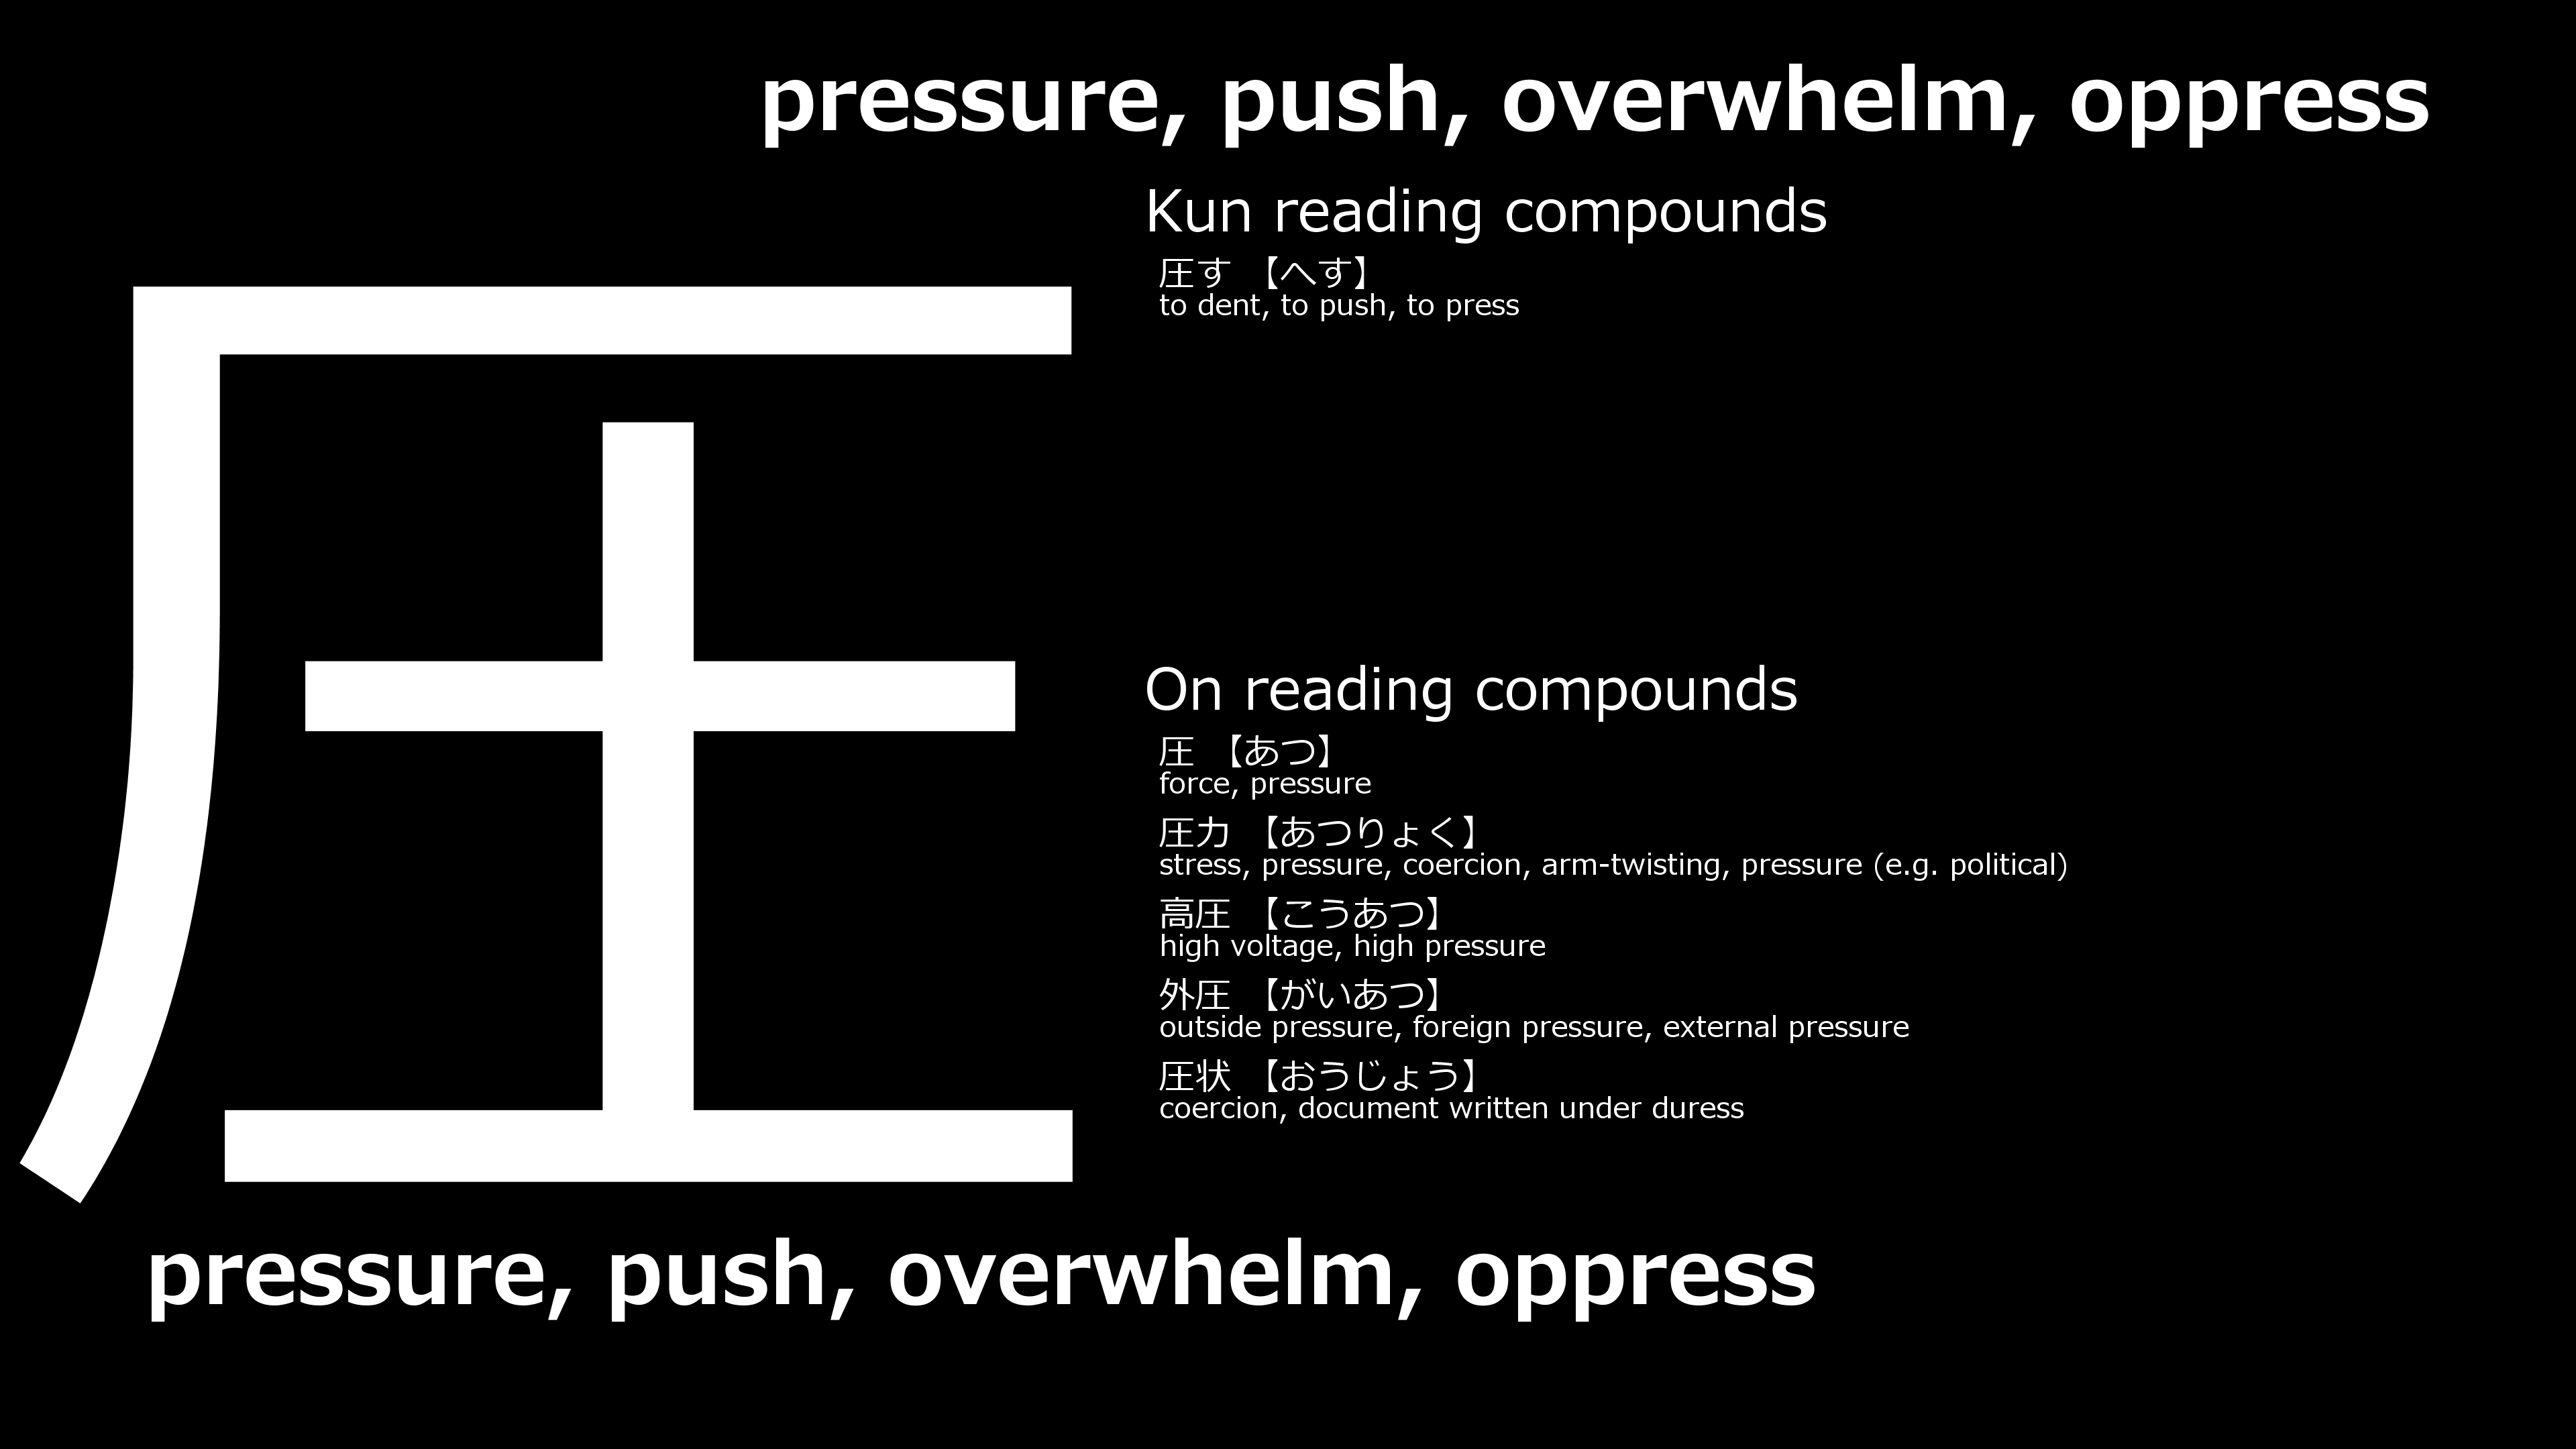 pressure, push, overwhelm, oppress
圧
Kun reading compounds
圧す 【へす】
to dent, to push, to press
On reading compounds
圧 【あつ】
force, pressure
圧力 【あつりょく】
stress, pressure, coercion, arm-twisting, pressure (e.g. political)
高圧 【こうあつ】
high voltage, high pressure
外圧 【がいあつ】
outside pressure, foreign pressure, external pressure
圧状 【おうじょう】
coercion, document written under duress
pressure, push, overwhelm, oppress